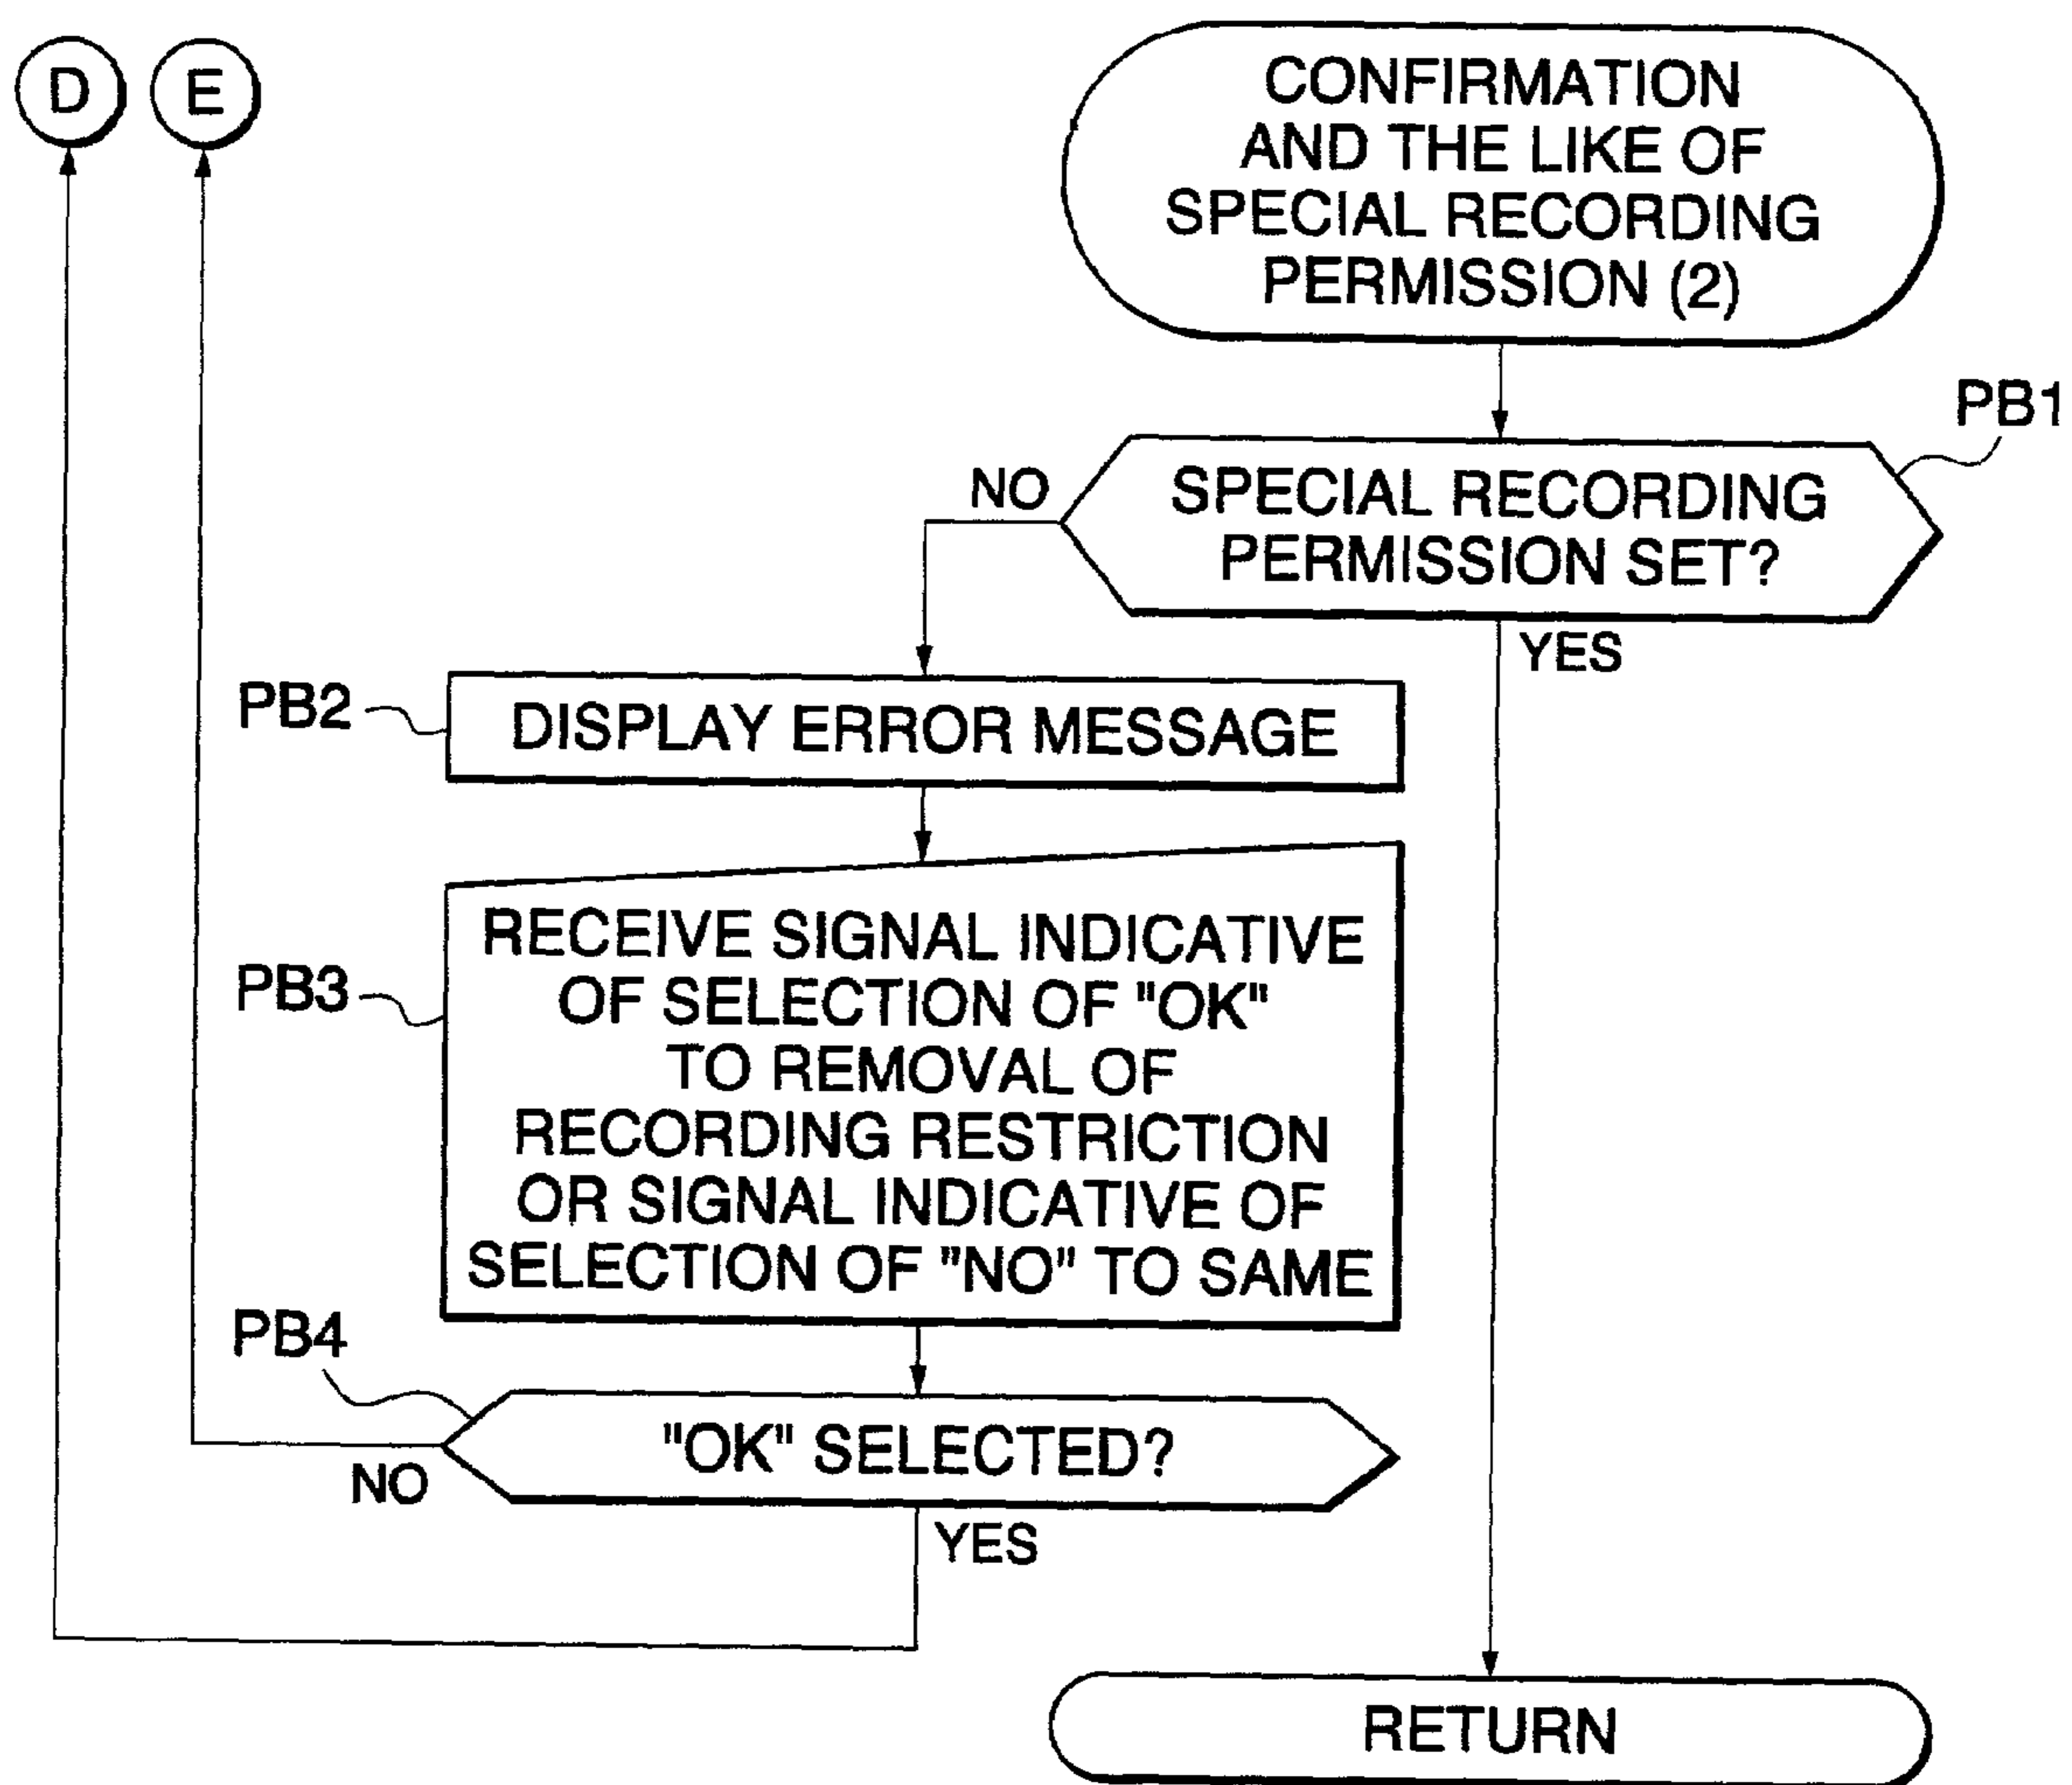 D
E
CONFIRMATION
AND THE LIKE OF
SPECIAL RECORDING
PERMISSION (2)
PB1
NO
SPECIAL RECORDING
PERMISSION SET?
YES
PB2
DISPLAY ERROR MESSAGE
PB3
RECEIVE SIGNAL INDICATIVE
OF SELECTION OF "OK"
TO REMOVAL OF
RECORDING RESTRICTION
OR SIGNAL INDICATIVE OF
SELECTION OF "NO" TO SAME
PB4
"OK" SELECTED?
NO
YES
RETURN